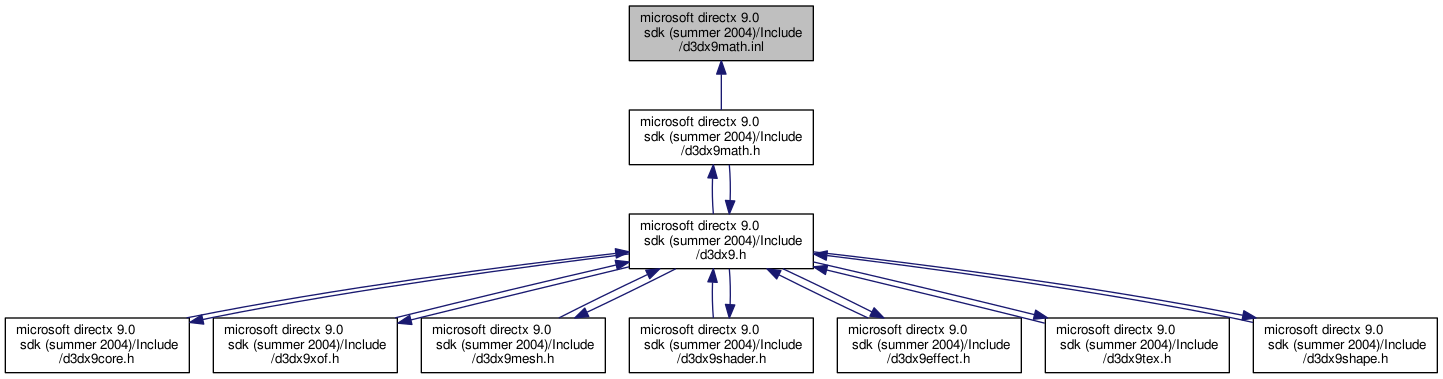 microsoft directx 9.0
sdk (summer 2004)/Include
/d3dx9math.inl
microsoft directx 9.0
sdk (summer 2004)/Include
/d3dx9math.h
microsoft directx 9.0
sdk (summer 2004)/Include
/d3dx9.h
microsoft directx 9.0
sdk (summer 2004)/Include
/d3dx9core.h
microsoft directx 9.0
sdk (summer 2004)/Include
/d3dx9xof.h
microsoft directx 9.0
sdk (summer 2004)/Include
/d3dx9mesh.h
microsoft directx 9.0
sdk (summer 2004)/Include
/d3dx9shader.h
microsoft directx 9.0
sdk (summer 2004)/Include
/d3dx9effect.h
microsoft directx 9.0
sdk (summer 2004)/Include
/d3dx9tex.h
microsoft directx 9.0
sdk (summer 2004)/Include
/d3dx9shape.h